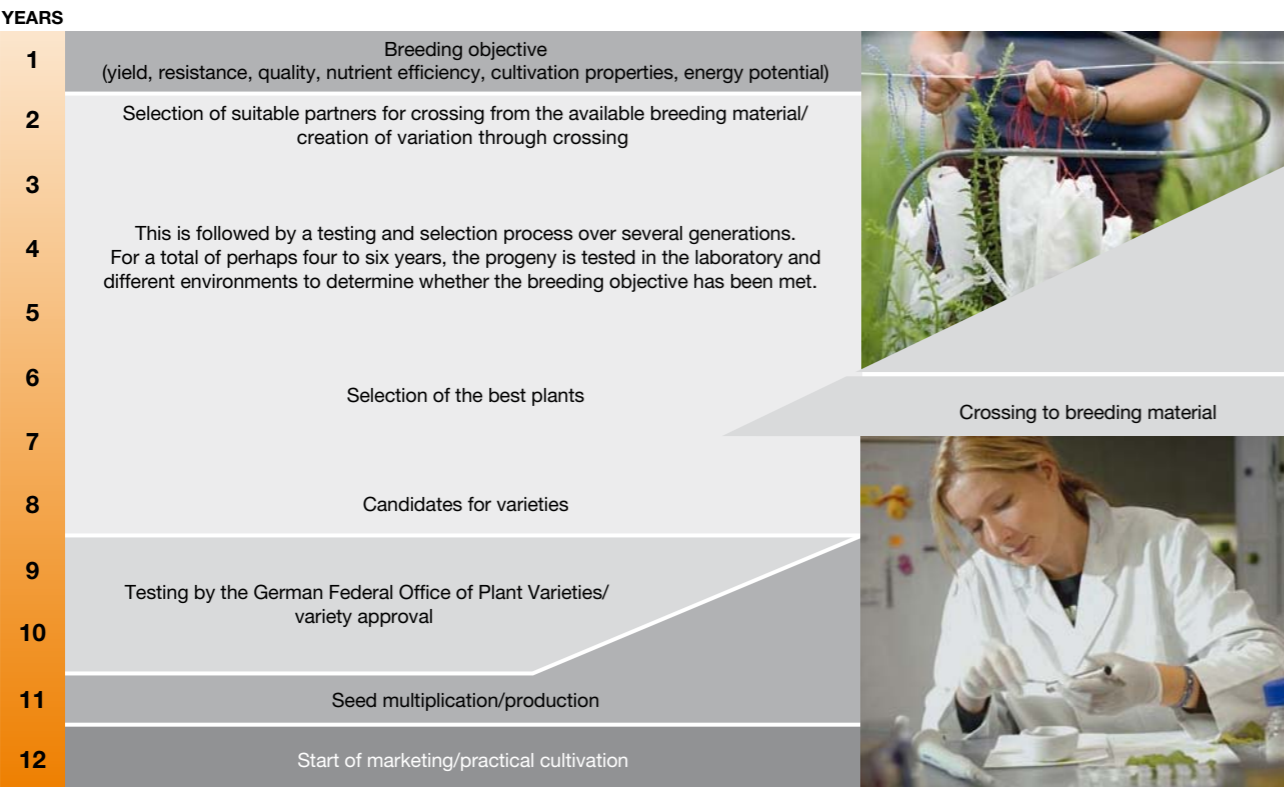 YEARS
1
Breeding objective
(yield, resistance, quality, nutrient efficiency, cultivation properties, energy potential)
2
Selection of suitable partners for crossing from the available breeding material/
creation of variation through crossing
3
4
This is followed by a testing and selection process over several generations.
For a total of perhaps four to six years, the progeny is tested in the laboratory and
different environments to determine whether the breeding objective has been met.
5
6
Selection of the best plants
Crossing to breeding material
7
8
Candidates for varieties
9
Testing by the German Federal Office of Plant Varieties/
variety approval
10
11
Seed multiplication/production
12
Start of marketing/practical cultivation